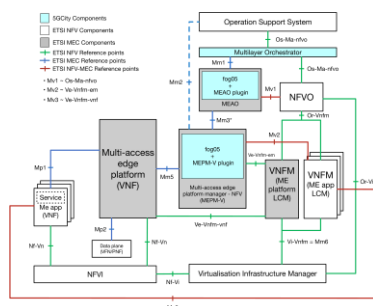 5GCity Components
ETSI NFV Components
ETSI MEC Components
ETSI NFV Reference points
ETSI MEC Reference points
ETSI NFV-MEC Reference points
• Mv1 ~ Os-Ma-nfvo
• Mv2 ~ Ve-Vnfm-em
• Mv3 ~ Ve-Vnfm-vnf
Operation Support System
Os-Ma-nfvo
Multilayer Orchestrator
Mm1
Os-Ma-nfvo
Mm2
fog05
+
MEAO plugin
MEAO
Mv1
NFVO
Mm3*
Or-Vnfm
Mv2
fog05
+
MEPM-V plugin
Ve-Vnfm-em
Multi-access edge
platform manager - NFV
(MEPM-V)
Multi-access
edge
platform
(VNF)
VNFM
(ME
platform
LCM)
VNFM
(ME app
LCM)
Or-Vi
Mp1
Mm5
Service
Me app
(VNF)
Mp2
Ve-Vnfm-vnf
Data plane
(VFN/PNF)
Nf-Vn
Nf-Vn
Vi-Vnfm = Mm6
NFVI
Nf-Vi
Virtualisation Infrastructure Manager